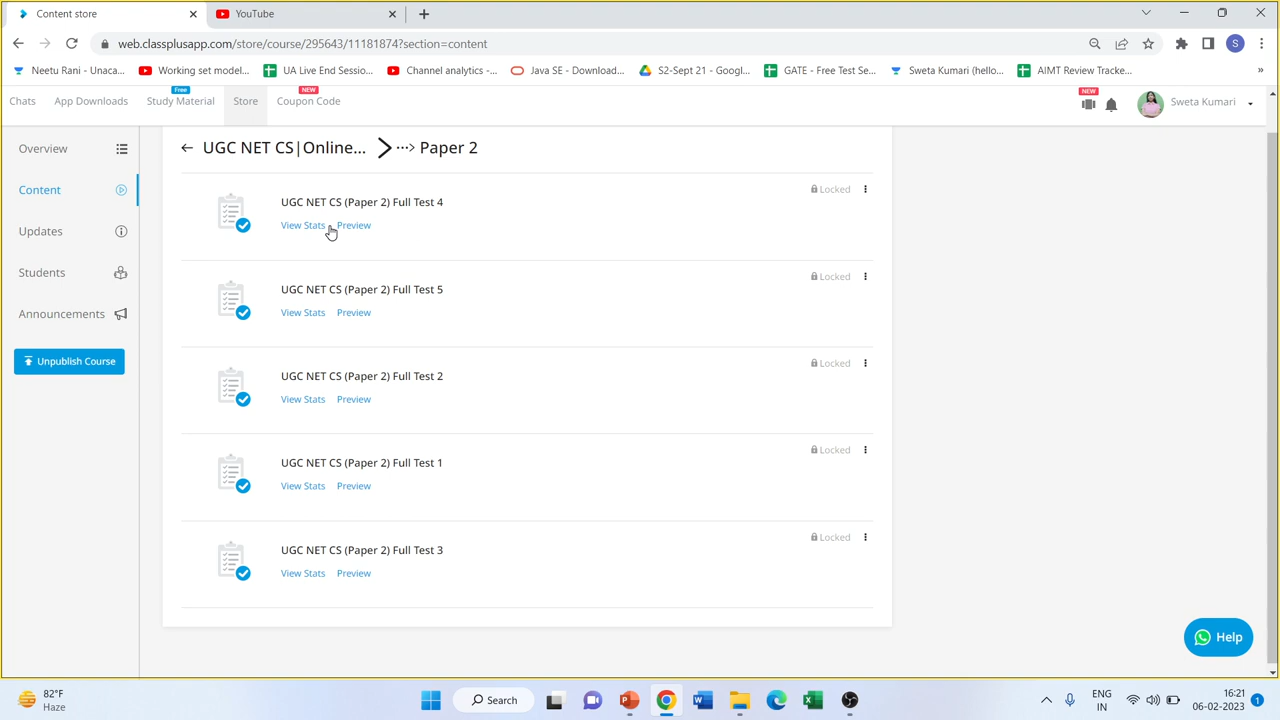 Content store
YouTube
web.classplusapp.com/store/course/295643/11181874?section=content
S
Neetu Rani - Unaca...
Working set model...
UA Live End Sessio...
Channel analytics -...
Java SE - Download...
S2-Sept 21 - Googl...
GATE - Free Test Se...
Sweta Kumari (hello...
AIMT Review Tracke...
»
Chats
App Downloads
Free
Study Material
Store
NEW
Coupon Code
NEW
Sweta Kumari
Overview
Content
Updates
Students
Announcements
Unpublish Course
UGC NET CS|Online...
Paper 2
UGC NET CS (Paper 2) Full Test 4
Locked
View Stats Preview
UGC NET CS (Paper 2) Full Test 5
Locked
View Stats Preview
UGC NET CS (Paper 2) Full Test 2
Locked
View Stats Preview
UGC NET CS (Paper 2) Full Test 1
Locked
View Stats Preview
UGC NET CS (Paper 2) Full Test 3
Locked
View Stats Preview
Help
82°F
Haze
Search
ENG
IN
16:21
06-02-2023
1